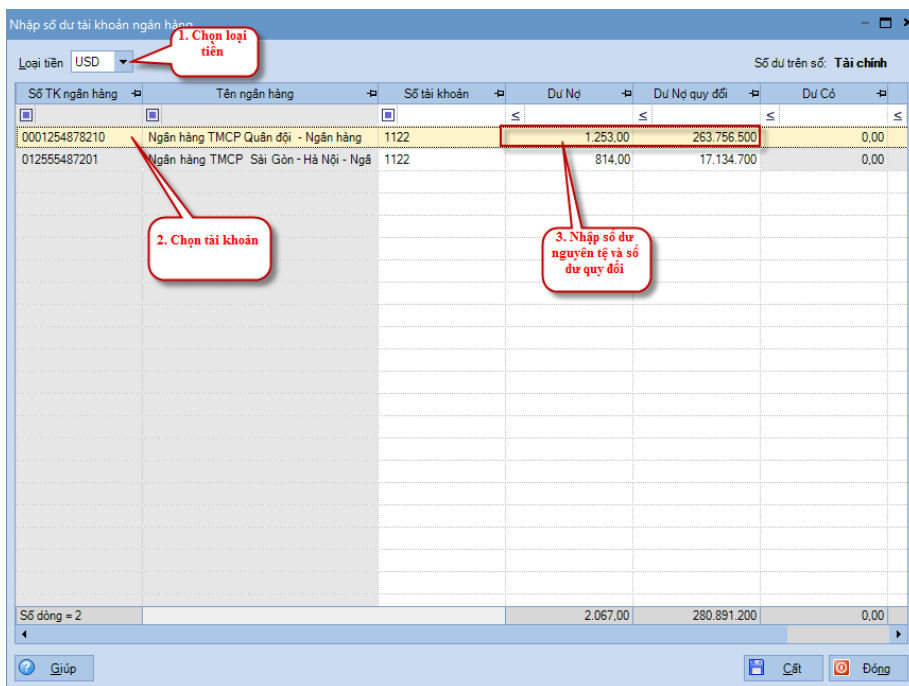 Nhập số dư tài khoản ngân hàng
1. Chọn loại
tiền
Loại tiền USD
Số dư trên sổ: Tài chính
Số TK ngân hàng Tên ngân hàng Số tài khoản Dư Nợ Dư Nợ quy đổi Dư Có
≤ ≤ ≤ ≤
0001254878210 Ngân hàng TMCP Quân đội - Ngân hàng 1122 1.253,00 263.756.500 0,00
012555487201 Ngân hàng TMCP Sài Gòn - Hà Nội - Ngâ 1122 814,00 17.134.700 0,00
2. Chọn tài khoản
3. Nhập số dư
nguyên tệ và số
dư quy đổi
Số dòng = 2 2.067,00 280.891.200 0,00
Giúp Cất Đóng